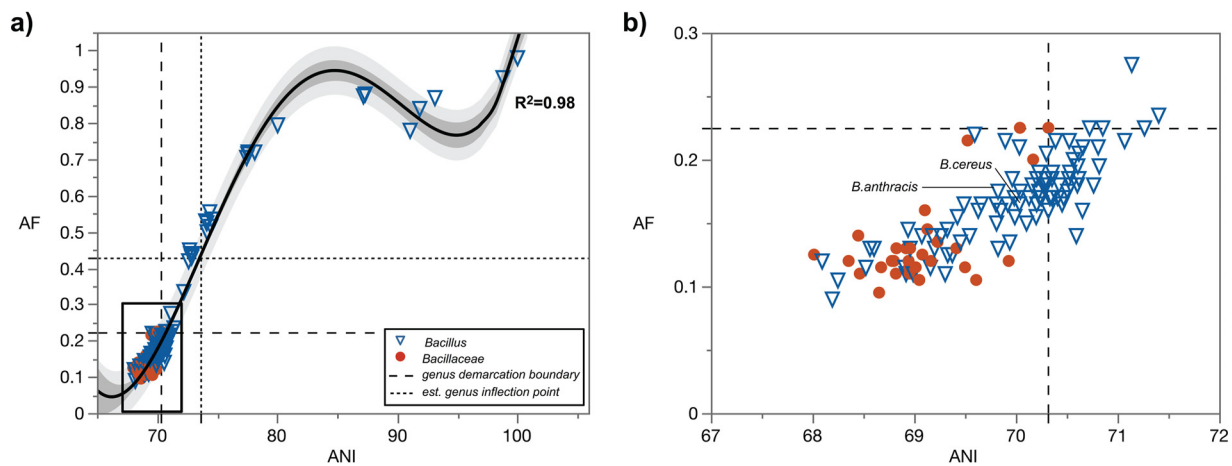 a)
AF
1
0.9
0.8
0.7
0.6
0.5
0.4
0.3
0.2
0.1
0
70
80
90
100
ANI
R²=0.98
Bacillus
Bacillaceae
genus demarcation boundary
est. genus inflection point
b)
AF
0.3
0.2
0.1
0
B.cereus
B.anthracis
67
68
69
70
71
72
ANI